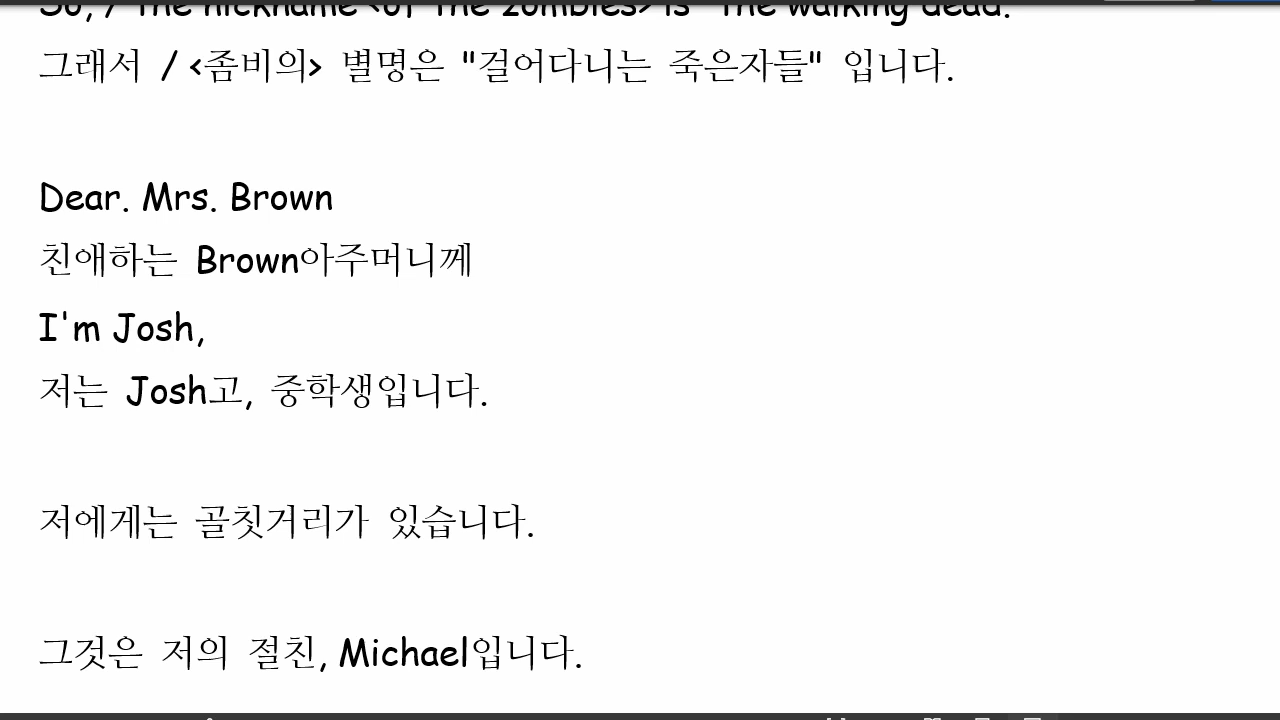 So, / The nickname <of the zombies> is "The walking dead.
그래서 / <좀비의> 별명은 "걸어다니는 죽은자들" 입니다.
Dear. Mrs. Brown
친애하는 Brown아주머니께
I'm Josh,
저는 Josh고, 중학생입니다.
저에게는 골칫거리가 있습니다.
그것은 저의 절친, Michael입니다.